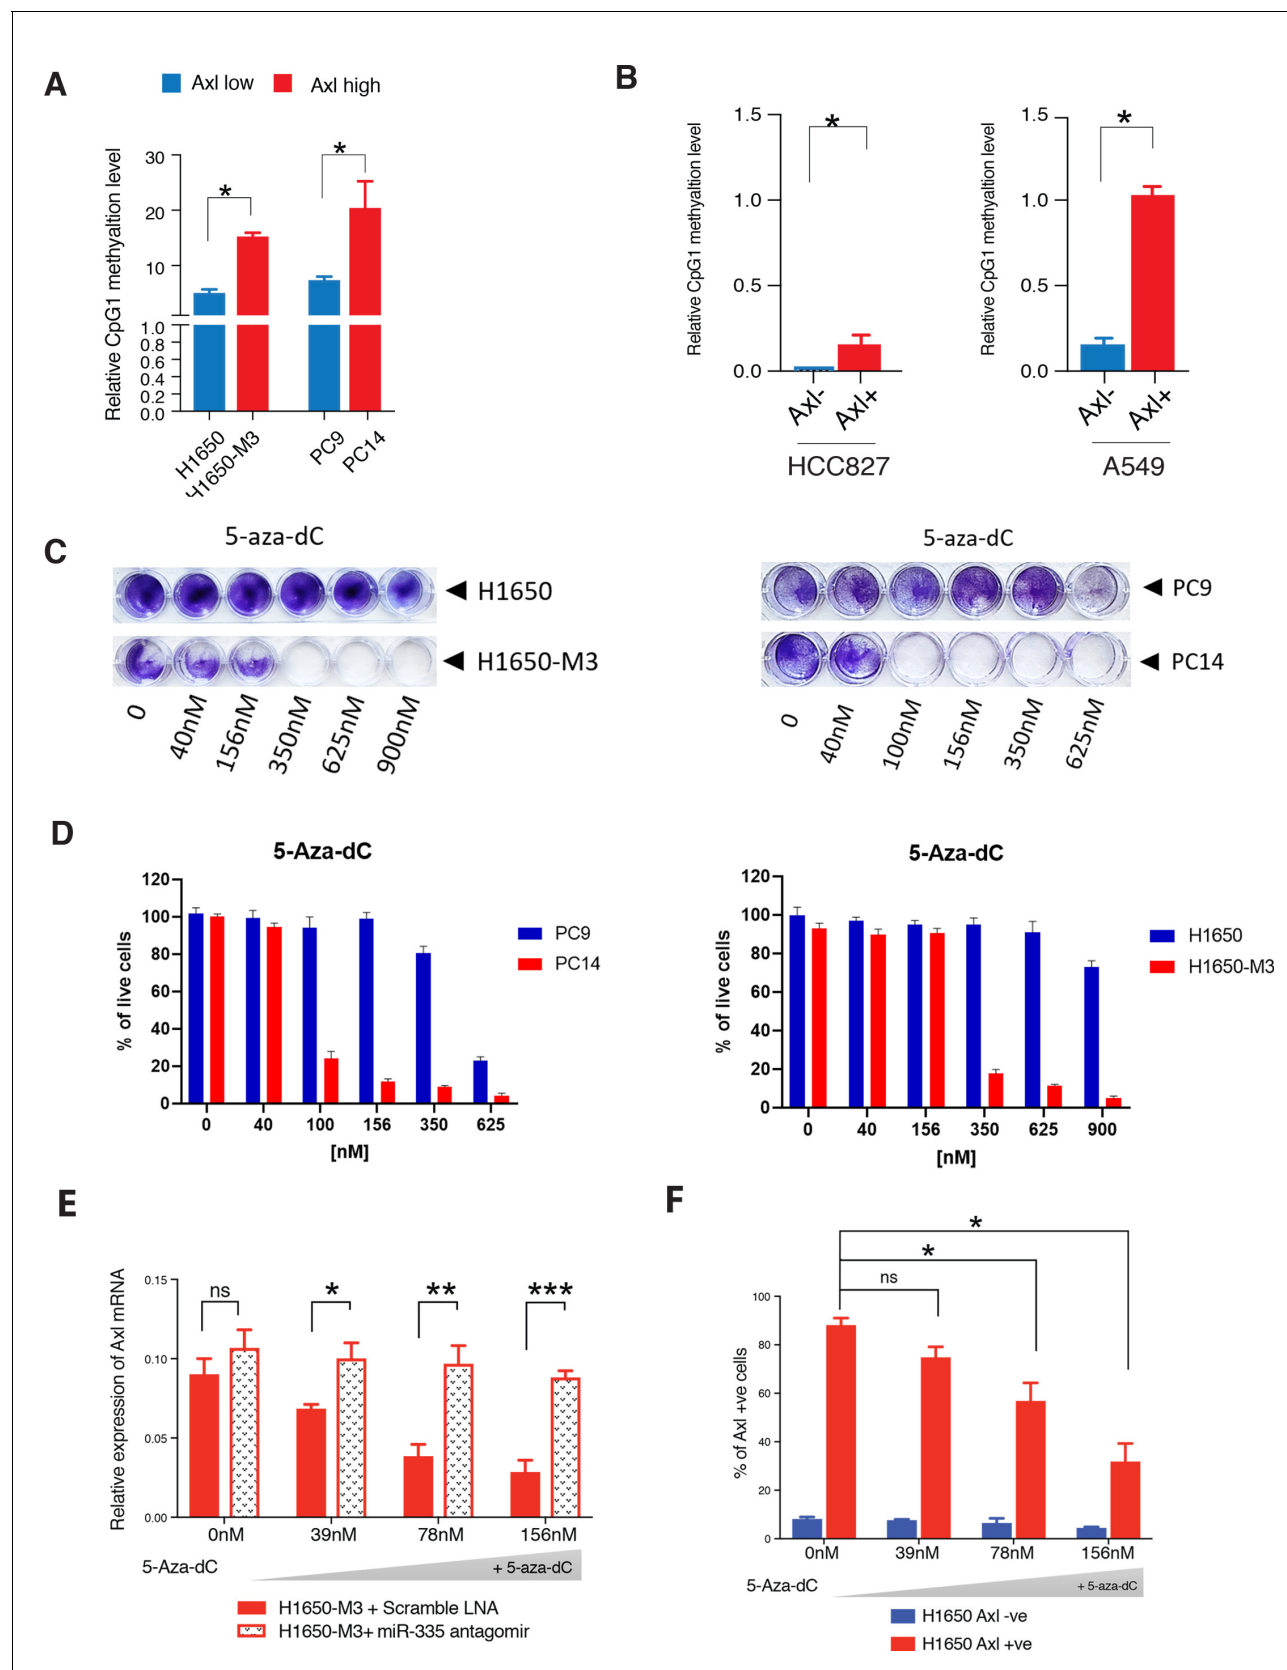 A
Axl low
Axl high
*
*
Relative CpG1 methyaltion level
30
20
10
1.0
0.8
0.6
0.4
0.2
0.0
H1650
H1650-M3
PC9
PC14
B
*
Relative CpG1 methylation level
1.5
1.0
0.5
0.0
Axl-
Axl+
HCC827
*
Relative CpG1 methylation level
1.5
1.0
0.5
0.0
Axl-
Axl+
A549
C
5-aza-dC
H1650
H1650-M3
0
40nM
156nM
350nM
625nM
900nM
5-aza-dC
PC9
PC14
0
40nM
100nM
156nM
350nM
625nM
D
5-Aza-dC
% of live cells
120
100
80
60
40
20
0
0 40 100 156 350 625
[nM]
PC9
PC14
5-Aza-dC
% of live cells
120
100
80
60
40
20
0
0 40 156 350 625 900
[nM]
H1650
H1650-M3
E
Relative expression of Axl mRNA
0.15
0.10
0.05
0.00
ns * ** ***
0nM 39nM 78nM 156nM
5-Aza-dC
+ 5-aza-dC
H1650-M3 + Scramble LNA
H1650-M3+ miR-335 antagomir
F
*
*
ns
% of Axl +ve cells
100
80
60
40
20
0
0nM 39nM 78nM 156nM
5-Aza-dC
+ 5-aza-dC
H1650 Axl -ve
H1650 Axl +ve